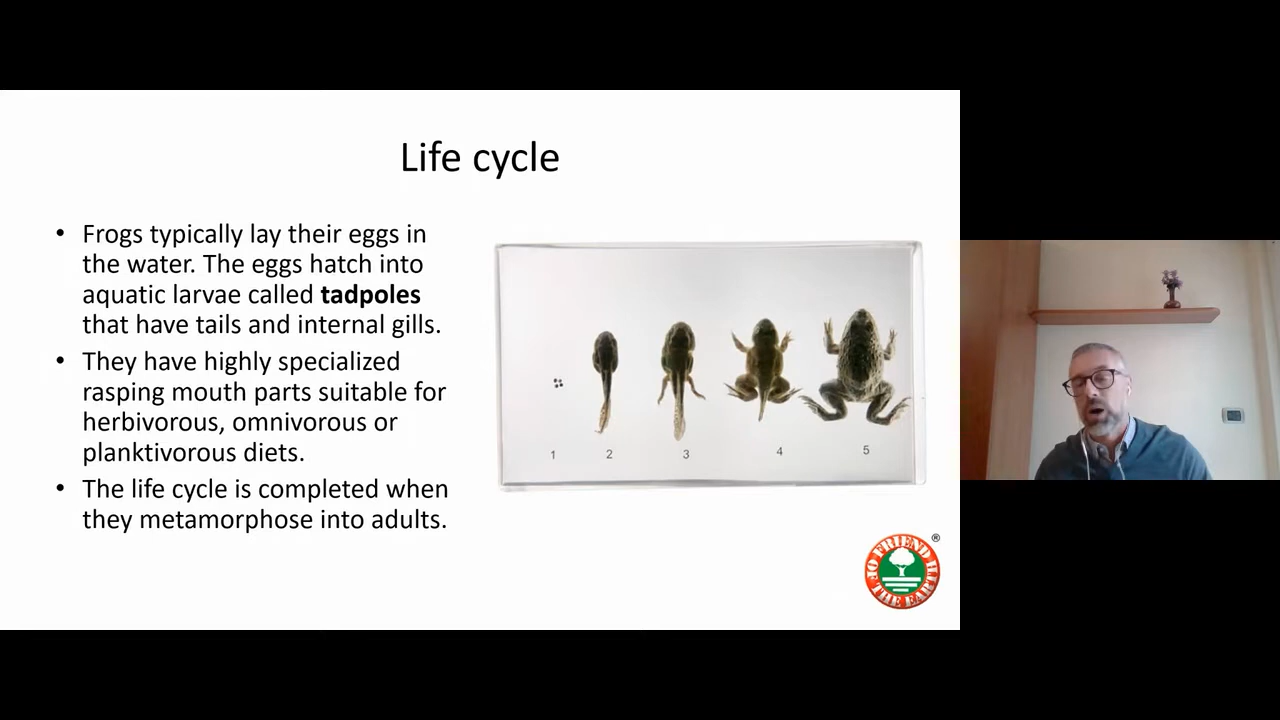 Life cycle
• Frogs typically lay their eggs in
the water. The eggs hatch into
aquatic larvae called tadpoles
that have tails and internal gills.
• They have highly specialized
rasping mouth parts suitable for
herbivorous, omnivorous or
planktivorous diets.
• The life cycle is completed when
they metamorphose into adults.
1 2 3 4 5
FRIEND OF THE EARTH ®